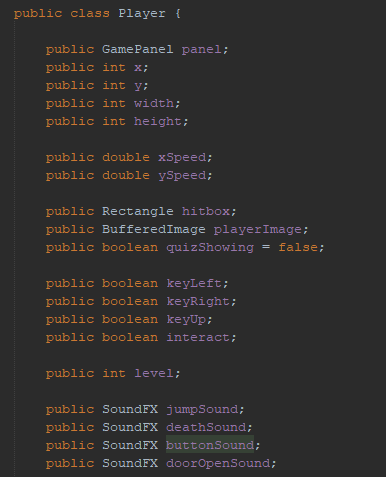 public class Player {
public GamePanel panel;
public int x;
public int y;
public int width;
public int height;
public double xSpeed;
public double ySpeed;
public Rectangle hitbox;
public BufferedImage playerImage;
public boolean quizShowing = false;
public boolean keyLeft;
public boolean keyRight;
public boolean keyUp;
public boolean interact;
public int level;
public SoundFX jumpSound;
public SoundFX deathSound;
public SoundFX buttonSound;
public SoundFX doorOpenSound;